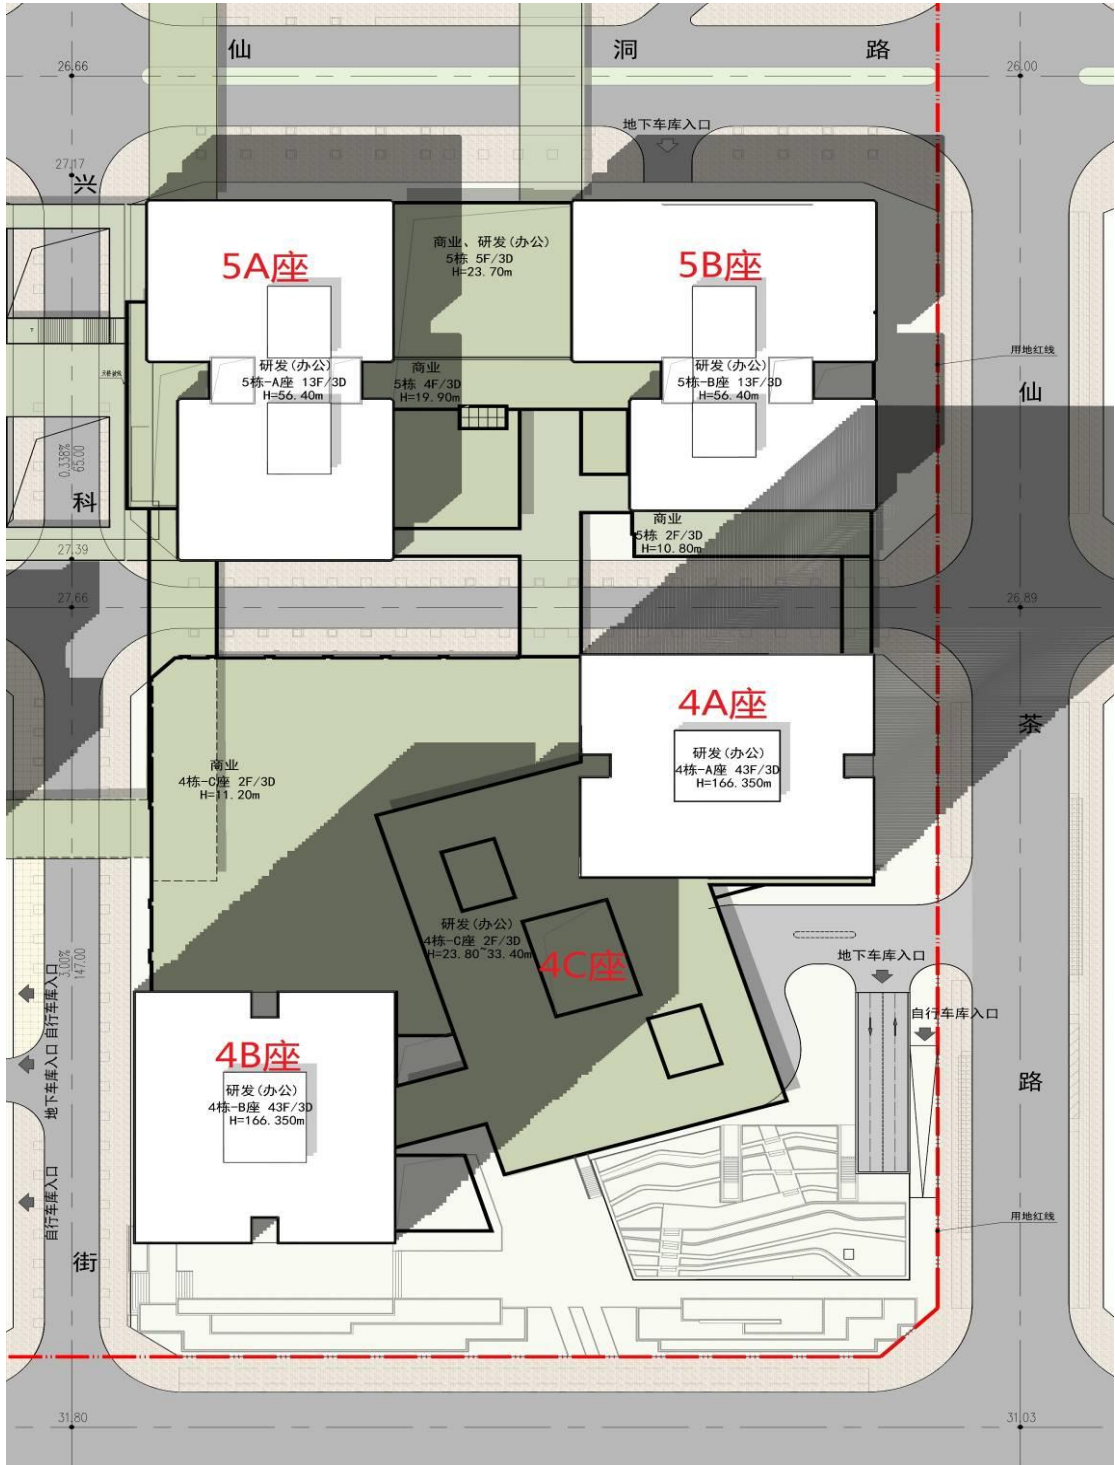 仙 洞 路
26.66
26.00
地下车库入口
27.17
兴
5A座
商业、研发(办公)
5栋 5F/3D
H=23.70m
5B座
用地红线
研发(办公)
5栋-A座 13F/3D
H=56.40m
商业
5栋 4F/3D
H=19.90m
研发(办公)
5栋-B座 13F/3D
H=56.40m
仙
0.338%
65.00
科
商业
5栋 2F/3D
H=10.80m
27.39
27.66
26.89
4A座
研发(办公)
4栋-A座 43F/3D
H=166.350m
茶
商业
4栋-C座 2F/3D
H=11.20m
研发(办公)
4栋-C座 2F/3D
H=23.80~33.40m
4C座
3.00%
147.00
地下车库入口
自行车库入口
自行车库入口
地下车库入口
路
4B座
研发(办公)
4栋-B座 43F/3D
H=166.350m
自行车库入口
用地红线
街
31.80
31.03